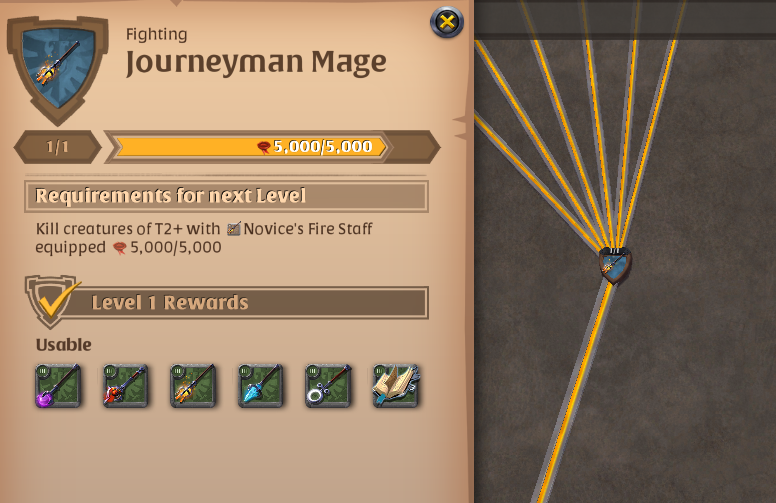 Fighting
Journeyman Mage
1/1
5,000/5,000
Requirements for next Level
Kill creatures of T2+ with Novice's Fire Staff
equipped 5,000/5,000
Level 1 Rewards
Usable
III III III III III III